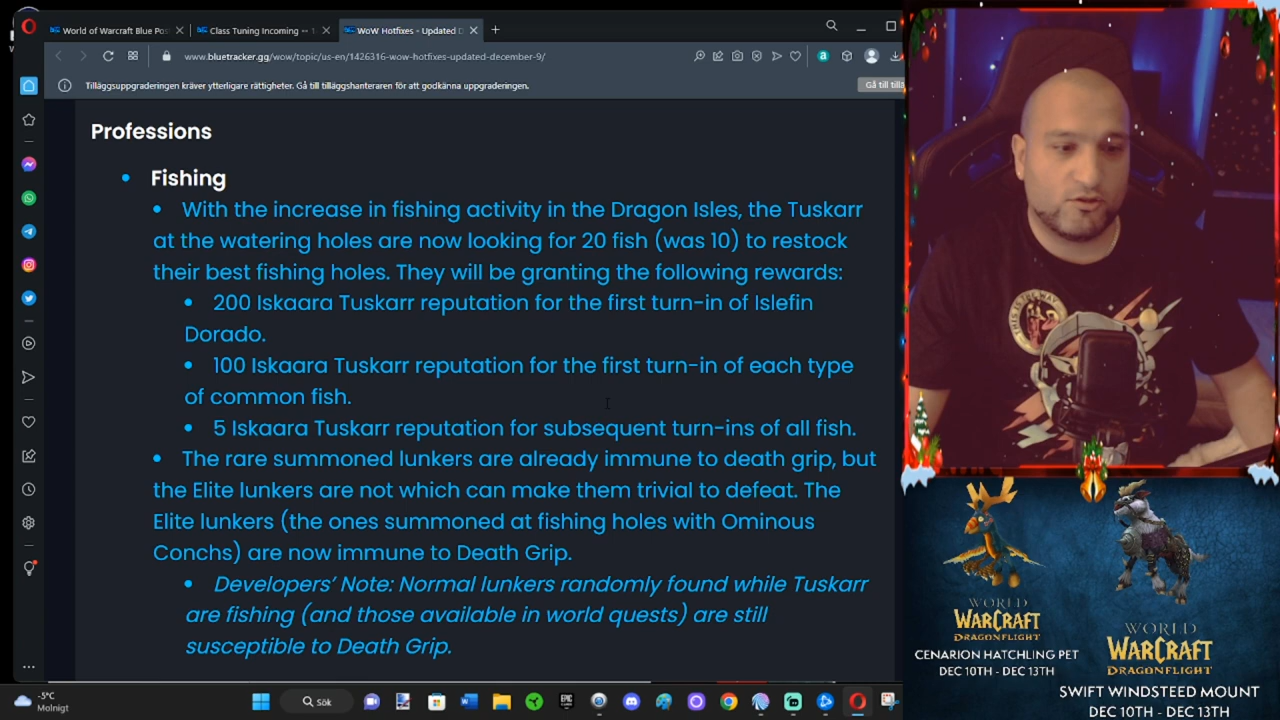 World of Warcraft Blue Pos
Class Tuning Incoming -- 1
WoW Hotfixes - Updated D
www.bluetracker.gg/wow/topic/us-en/1426316-wow-hotfixes-updated-december-9/
Tilläggsuppgraderingen kräver ytterligare rättigheter. Gå till tilläggshanteraren för att godkänna uppgraderingen.
Gå till till
Professions
Fishing
With the increase in fishing activity in the Dragon Isles, the Tuskarr
at the watering holes are now looking for 20 fish (was 10) to restock
their best fishing holes. They will be granting the following rewards:
200 Iskaara Tuskarr reputation for the first turn-in of Islefin
Dorado.
100 Iskaara Tuskarr reputation for the first turn-in of each type
of common fish.
5 Iskaara Tuskarr reputation for subsequent turn-ins of all fish.
The rare summoned lunkers are already immune to death grip, but
the Elite lunkers are not which can make them trivial to defeat. The
Elite lunkers (the ones summoned at fishing holes with Ominous
Conchs) are now immune to Death Grip.
Developers' Note: Normal lunkers randomly found while Tuskarr
are fishing (and those available in world quests) are still
susceptible to Death Grip.
THIS IS THE WAY
WORLD
WARCRAFT
DRAGONFLIGHT
CENARION HATCHLING PET
DEC 10TH - DEC 13TH
WORLD
WARCRAFT
DRAGONFLIGHT
SWIFT WINDSTEED MOUNT
DEC 10TH - DEC 13TH
-5°C
Molnigt
Sök
EPIC